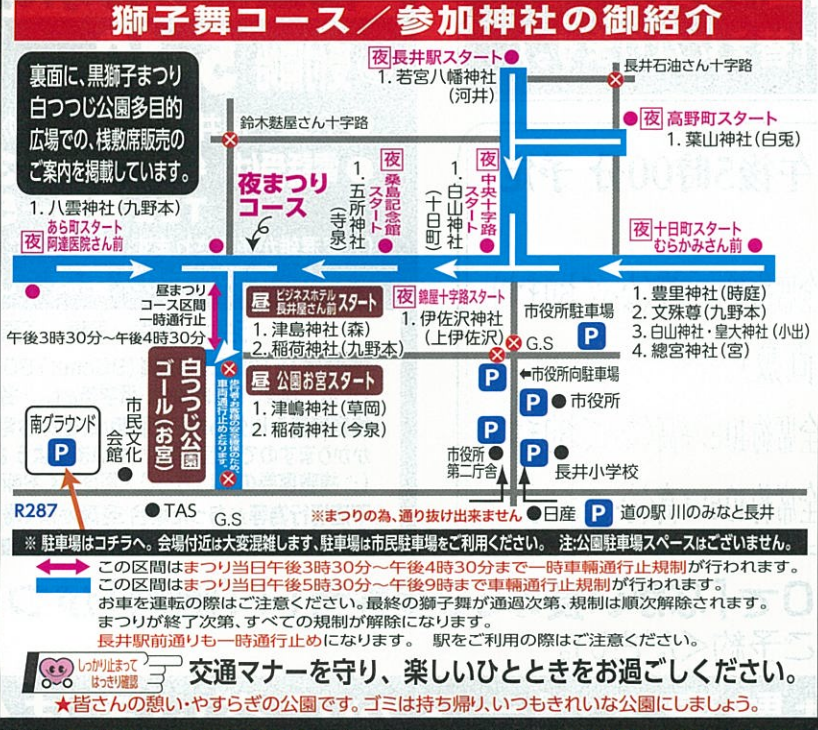 獅子舞コース／参加神社の御紹介
裏面に、黒獅子まつり
白つつじ公園多目的
広場での、桟敷席販売の
ご案内を掲載しています。
夜 長井駅スタート
1. 若宮八幡神社
(河井)
長井石油さん十字路
夜 高野町スタート
1. 葉山神社(白兎)
鈴木麩屋さん十字路
夜まつり
コース
夜 桑島記念館
スタート
1. 五所神社
(寺泉)
夜 中央十字路
スタート
1. 白山神社
(十日町)
1. 八雲神社(九野本)
夜 あら町スタート
阿達医院さん前
夜 十日町スタート
むらかみさん前
昼まつり
コース区間
一時通行止
午後3時30分〜午後4時30分
昼 ビジネスホテル
長井屋さん前 スタート
1. 津島神社(森)
2. 稲荷神社(九野本)
夜 錦屋十字路スタート
1. 伊佐沢神社
(上伊佐沢)
市役所駐車場
P
G.S
1. 豊里神社(時庭)
2. 文殊尊(九野本)
3. 白山神社・皇大神社(小出)
4. 總宮神社(宮)
昼 公園お宮スタート
1. 津嶋神社(草岡)
2. 稲荷神社(今泉)
白つつじ公園
ゴール(お宮)
歩行者・お客様の安全確保のため、
車両通行止めとなります。
P
←市役所向駐車場
P
市役所
P
市役所
第二庁舎
P
長井小学校
南グラウンド
P
市民文化
会館
R287
TAS
G.S
※まつりの為、通り抜け出来ません
日産
P 道の駅 川のみなと長井
※ 駐車場はコチラへ。会場付近は大変混雑します、駐車場は市民駐車場をご利用ください。 注:公園駐車場スペースはございません。
この区間はまつり当日午後3時30分〜午後4時30分まで一時車輛通行止規制が行われます。
この区間はまつり当日午後5時30分〜午後9時まで車輛通行止規制が行われます。
お車を運転の際はご注意ください。最終の獅子舞が通過次第、規制は順次解除されます。
まつりが終了次第、すべての規制が解除になります。
長井駅前通りも一時通行止めになります。 駅をご利用の際はご注意ください。
しっかり止まって
はっきり確認
交通マナーを守り、楽しいひとときをお過ごしください。
★皆さんの憩い・やすらぎの公園です。ゴミは持ち帰り、いつもきれいな公園にしましょう。